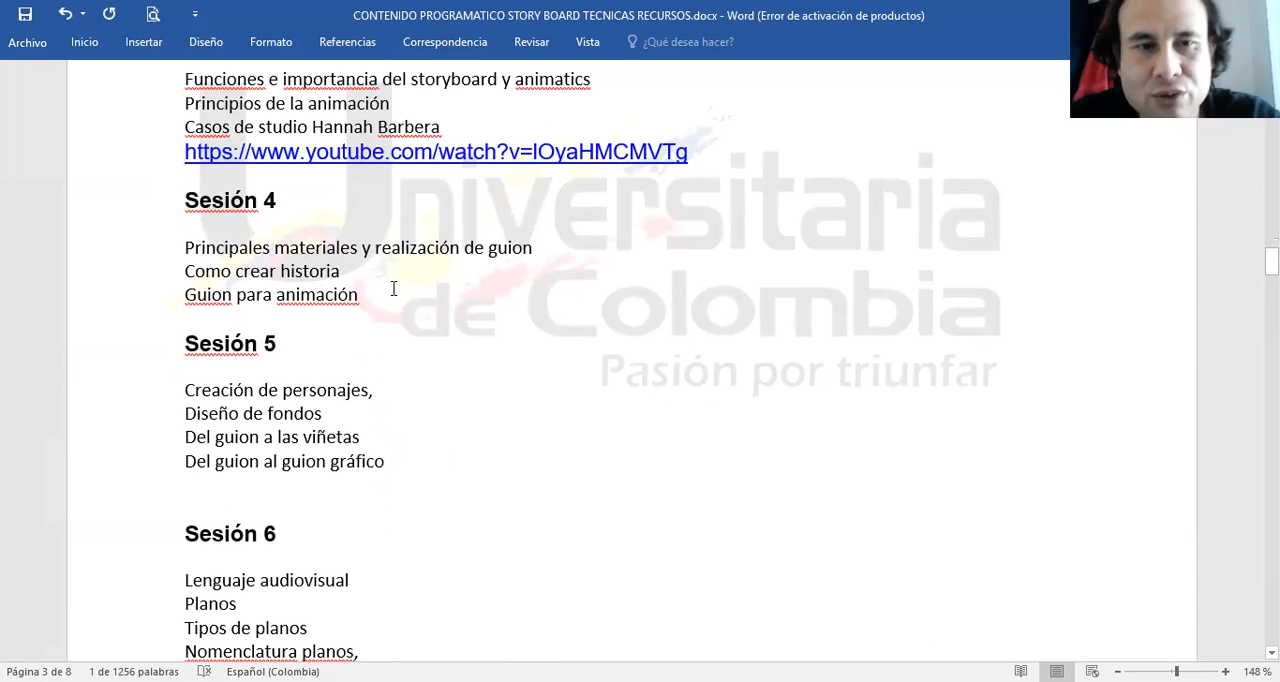 CONTENIDO PROGRAMATICO STORY BOARD TECNICAS RECURSOS.docx - Word (Error de activación de productos)
Archivo Inicio Insertar Diseño Formato Referencias Correspondencia Revisar Vista ¿Qué desea hacer?
Funciones e importancia del storyboard y animatics
Principios de la animación
Casos de studio Hannah Barbera
https://www.youtube.com/watch?v=lOyaHMCMVTg
Sesión 4
Principales materiales y realización de guion
Como crear historia
Guion para animación
Sesión 5
Creación de personajes,
Diseño de fondos
Del guion a las viñetas
Del guion al guion gráfico
Sesión 6
Lenguaje audiovisual
Planos
Tipos de planos
Nomenclatura planos,
Universitaria
de Colombia
Pasión por triunfar
Página 3 de 8 1 de 1256 palabras Español (Colombia) 148 %